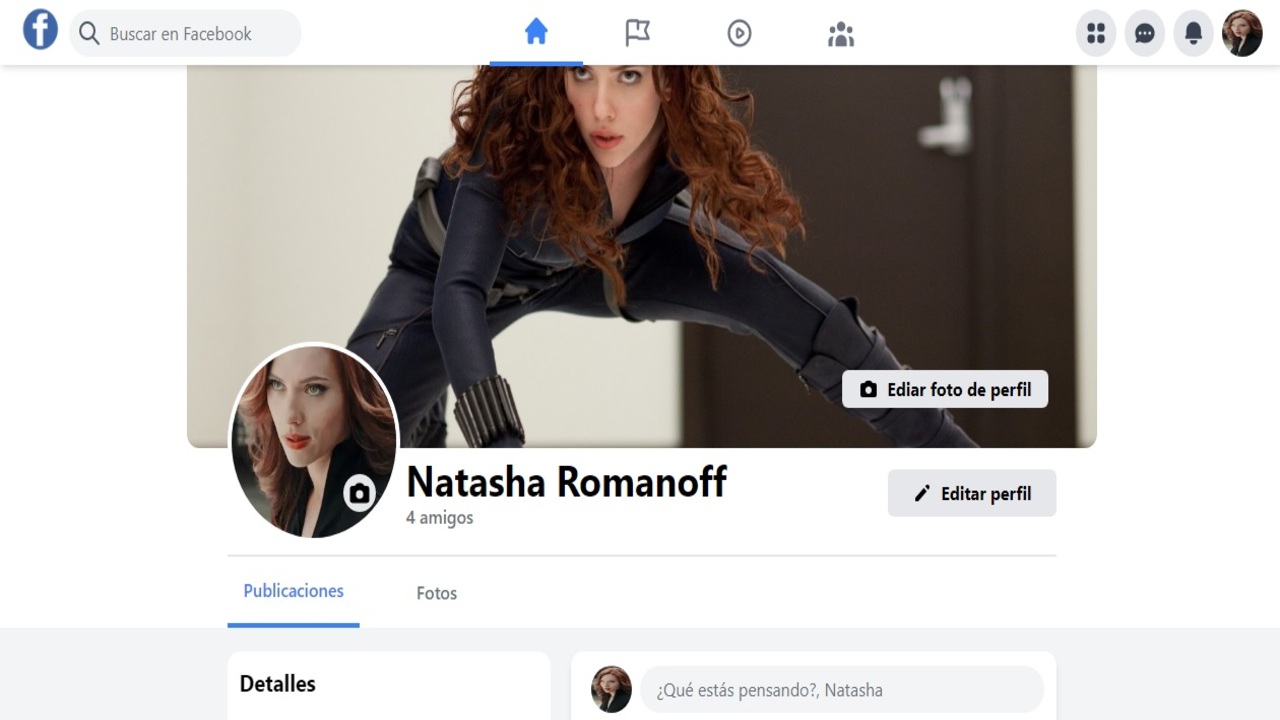 Buscar en Facebook
Ediar foto de perfil
Natasha Romanoff
4 amigos
Editar perfil
Publicaciones
Fotos
Detalles
¿Qué estás pensando?, Natasha